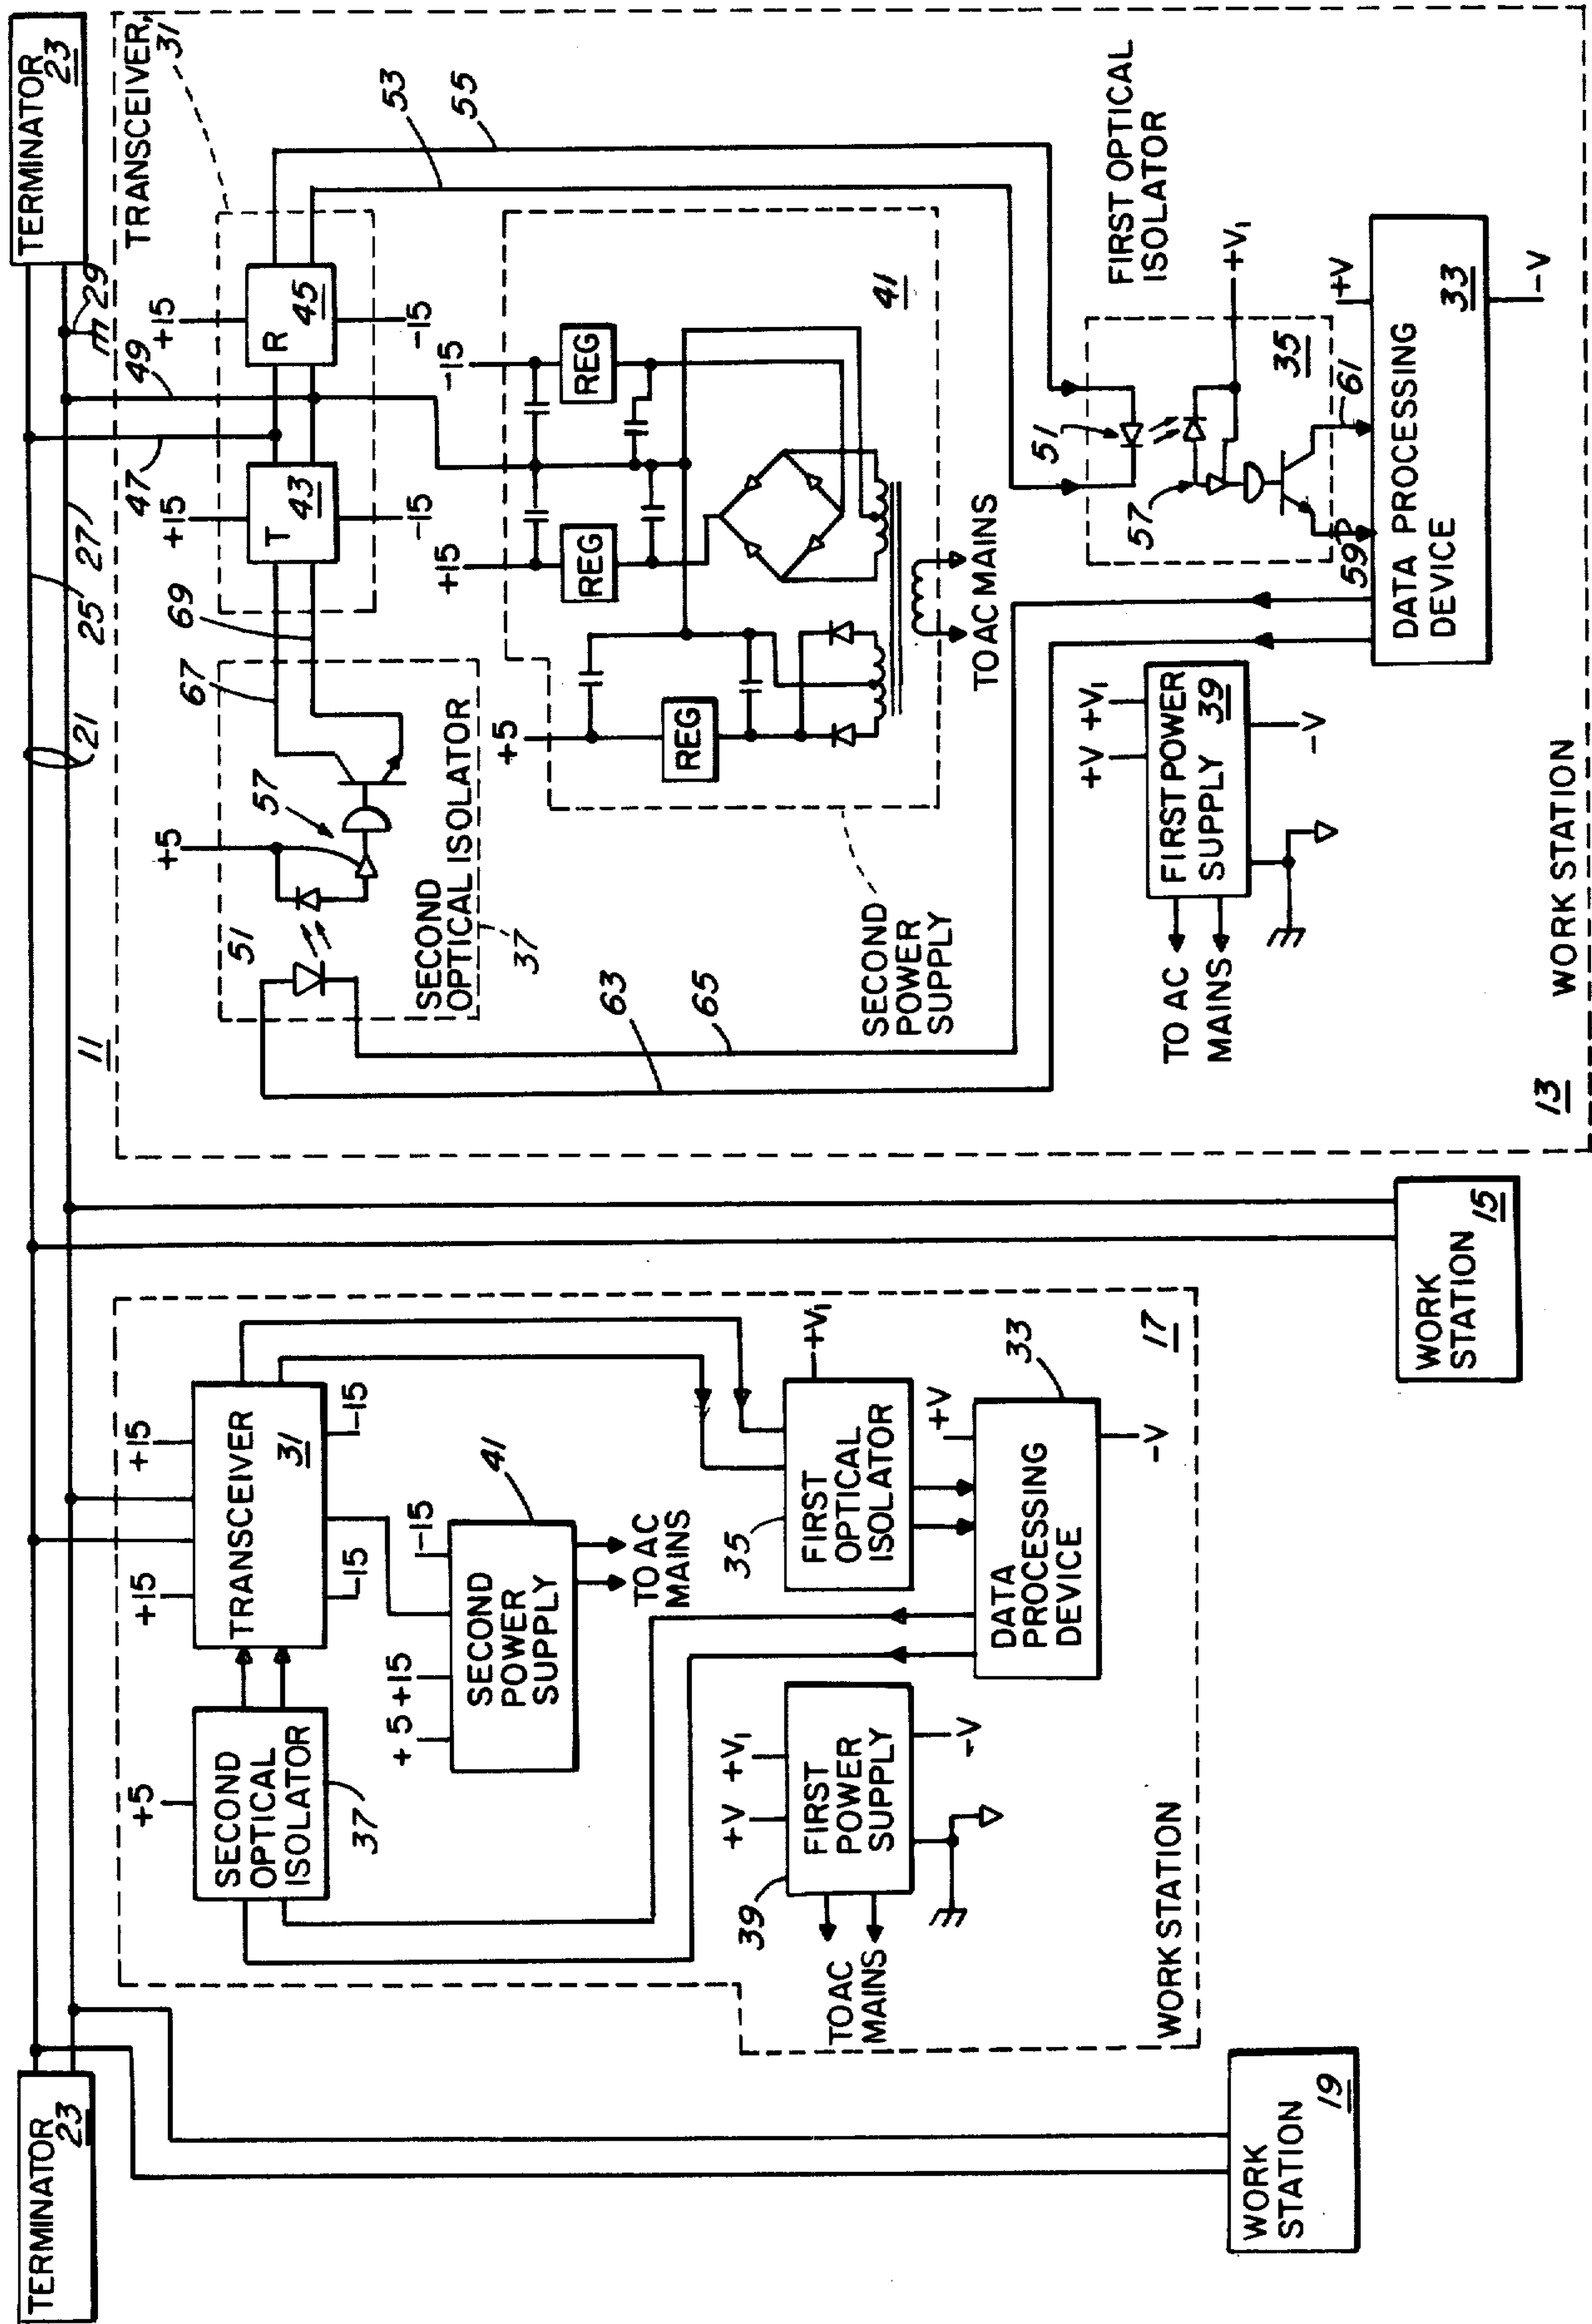 TERMINATOR
23
TERMINATOR
23
25
27
21
29
11
47
49
+5
SECOND
OPTICAL
ISOLATOR
37
+15
+15
TRANSCEIVER
31
-15
-15
+5 +15
-15
SECOND
POWER
SUPPLY
41
TO AC
MAINS
+V +V1
FIRST
POWER
SUPPLY
39
-V
TO AC
MAINS
35
FIRST
OPTICAL
ISOLATOR
+V1
+V
DATA
PROCESSING
DEVICE
33
-V
WORK STATION
17
WORK
STATION
19
WORK
STATION
15
TRANSCEIVER,
31
51
+5
57
67
69
SECOND
OPTICAL ISOLATOR
37
+15
T
43
-15
+15
R
45
-15
53
55
63
65
+5
REG
+15
REG
-15
REG
41
TO AC MAINS
SECOND
POWER
SUPPLY
FIRST OPTICAL
ISOLATOR
51
57
+V1
35
59
61
+V +V1
FIRST POWER
SUPPLY
39
-V
TO AC
MAINS
+V
DATA PROCESSING
DEVICE
33
-V
WORK STATION
13